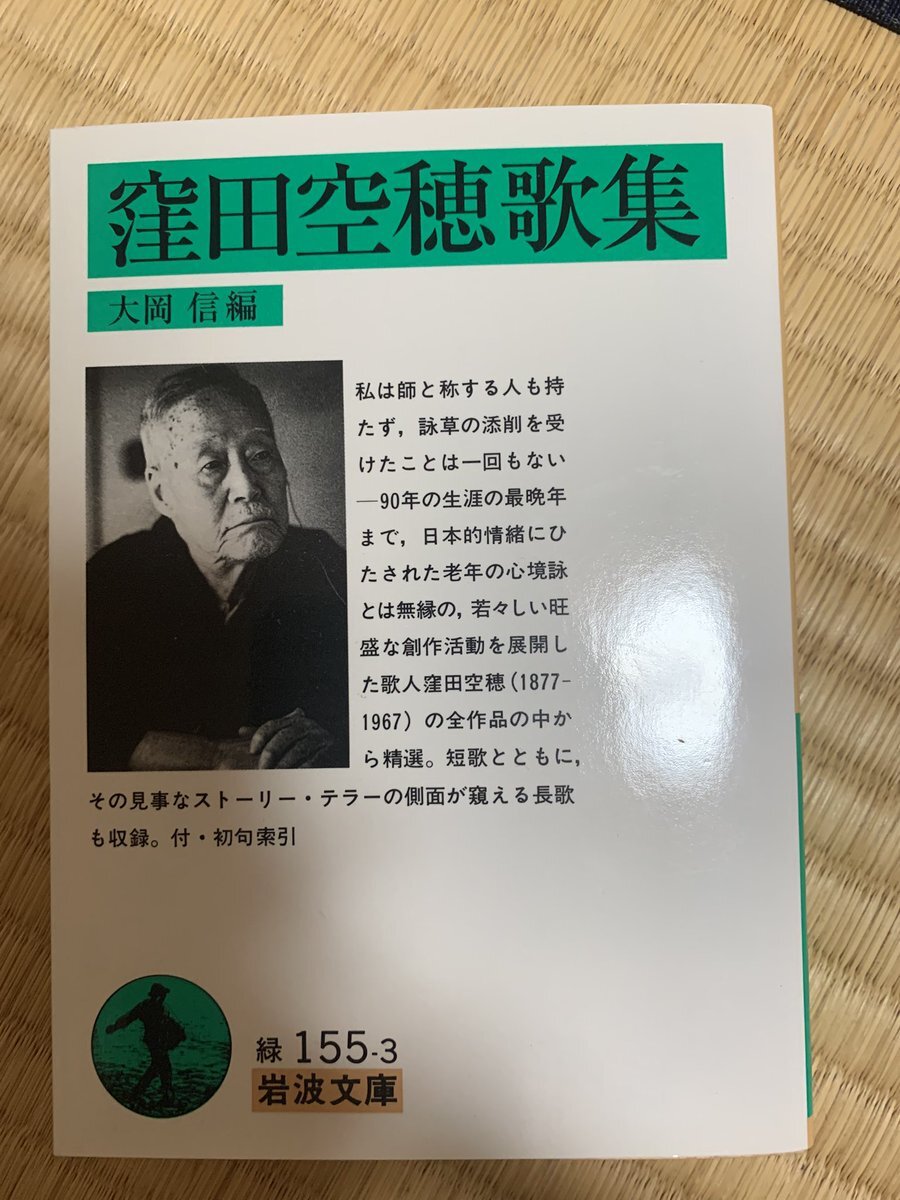 窪田空穂歌集
大岡 信編
私は師と称する人も持
たず，詠草の添削を受
けたことは一回もない
―90年の生涯の最晩年
まで，日本的情緒にひ
たされた老年の心境詠
とは無縁の，若々しい旺
盛な創作活動を展開し
た歌人窪田空穂(1877-
1967)の全作品の中か
ら精選。短歌とともに，
その見事なストーリー・テラーの側面が窺える長歌
も収録。付・初句索引
緑 155-3
岩波文庫